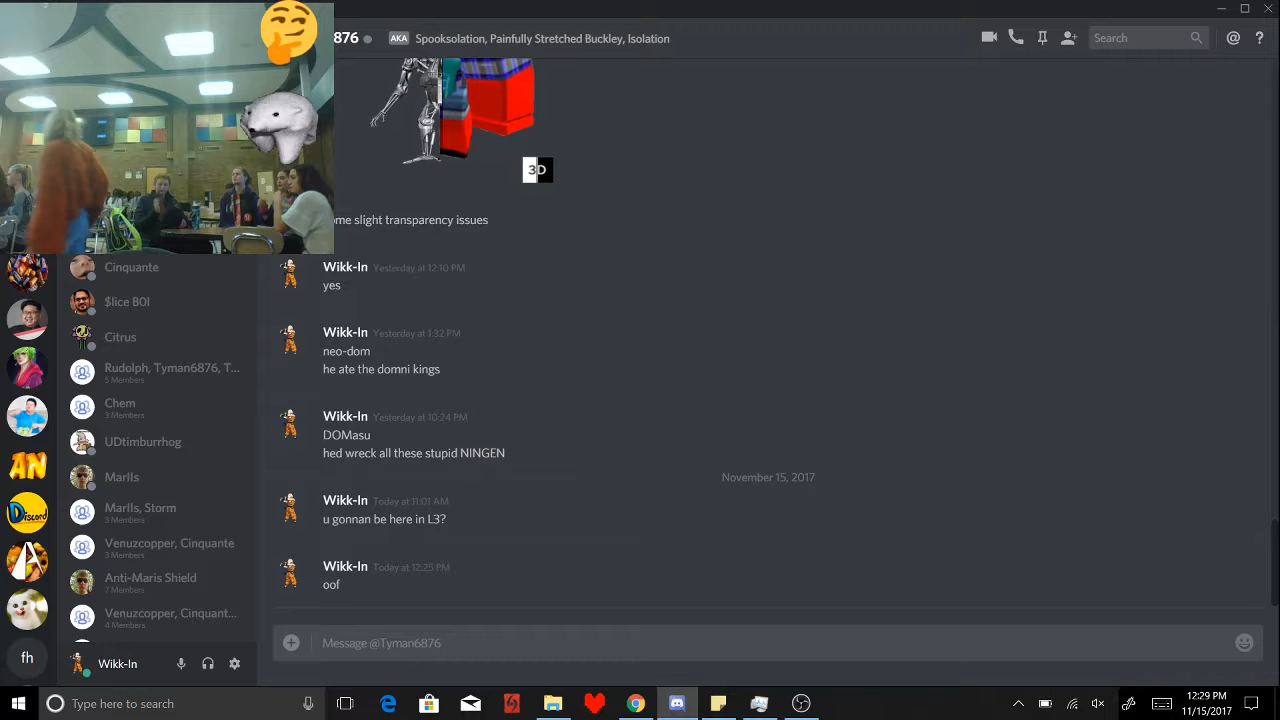 876
AKA
Spooksolation, Painfully Stretched Buckley, Isolation
Search
3D
ome slight transparency issues
Wikk-In Yesterday at 12:10 PM
yes
Wikk-In Yesterday at 1:32 PM
neo-dom
he ate the domni kings
Wikk-In Yesterday at 10:24 PM
DOMasu
hed wreck all these stupid NINGEN
November 15, 2017
Wikk-In Today at 11:01 AM
u gonnan be here in L3?
Wikk-In Today at 12:25 PM
oof
Message @Tyman6876
Cinquante
$lice B0I
Citrus
Rudolph, Tyman6876, T...
5 Members
Chem
3 Members
UDtimburrhog
Marlls
Marlls, Storm
3 Members
Venuzcopper, Cinquante
3 Members
Anti-Maris Shield
7 Members
Venuzcopper, Cinquant...
4 Members
AN
Discord
A
fh
Wikk-In
Type here to search
12:29 PM
11/15/2017